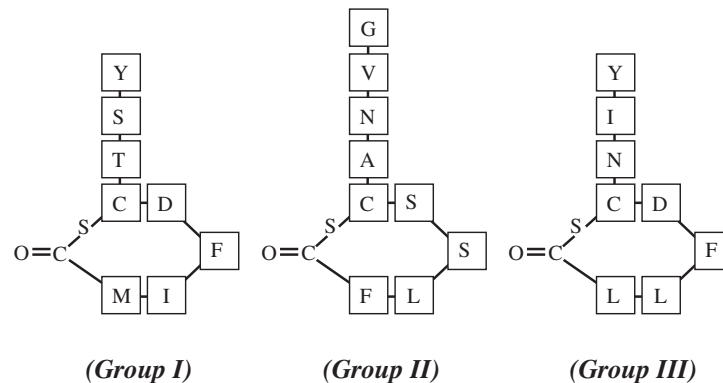 G
Y V Y
S N I
T A N
C D C S C D
S S S
O=C F O=C S O=C F
M I F L L L
(Group I) (Group II) (Group III)